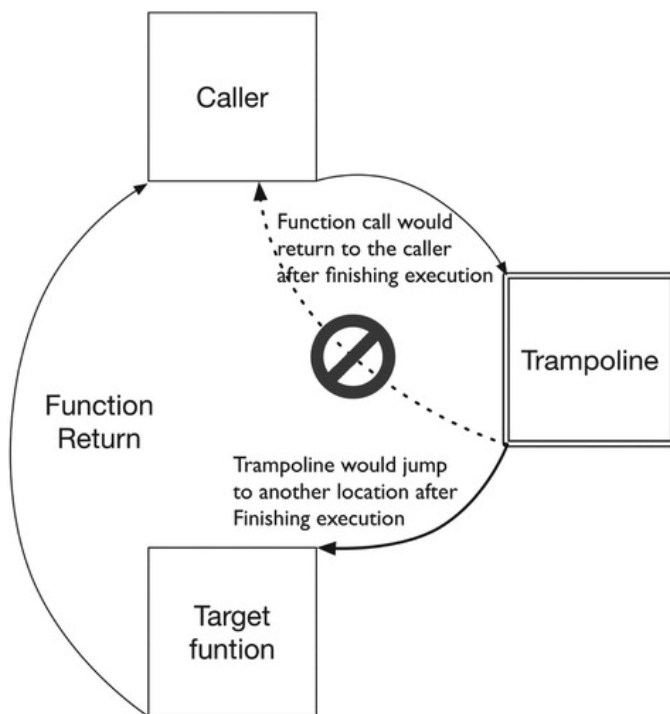 Caller
Function call would
return to the caller
after finishing execution
Trampoline
Function
Return
Trampoline would jump
to another location after
Finishing execution
Target
funtion